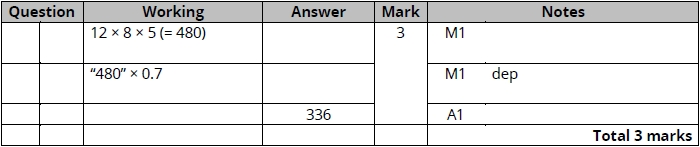 Question Working Answer Mark Notes
12 × 8 × 5 (= 480) 3 M1
“480” × 0.7 M1 dep
336 A1
Total 3 marks